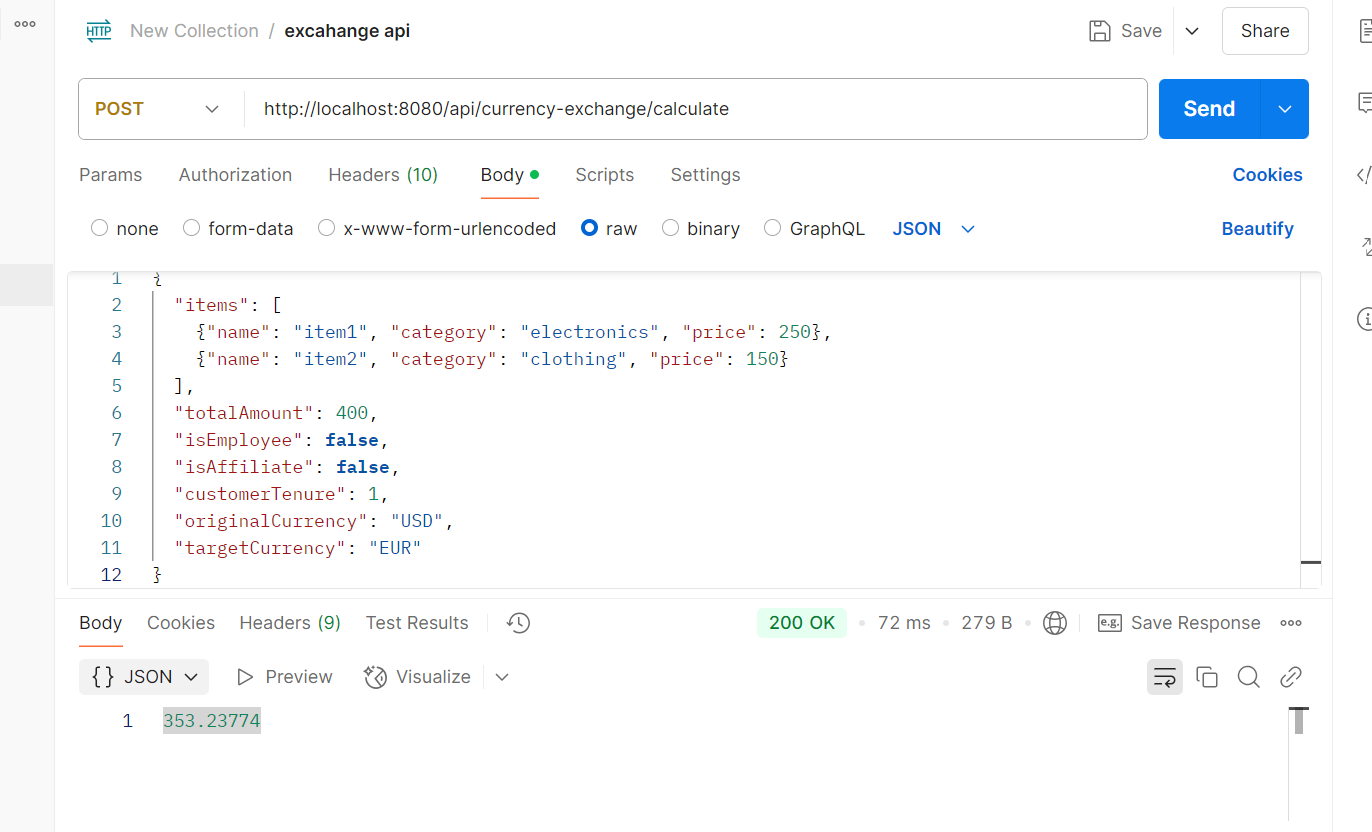 HTTP New Collection / excahange api Save Share
POST http://localhost:8080/api/currency-exchange/calculate Send
Params Authorization Headers (10) Body Scripts Settings Cookies
none form-data x-www-form-urlencoded raw binary GraphQL JSON Beautify
1 {
2 "items": [
3 {"name": "item1", "category": "electronics", "price": 250},
4 {"name": "item2", "category": "clothing", "price": 150}
5 ],
6 "totalAmount": 400,
7 "isEmployee": false,
8 "isAffiliate": false,
9 "customerTenure": 1,
10 "originalCurrency": "USD",
11 "targetCurrency": "EUR"
12 }
Body Cookies Headers (9) Test Results 200 OK 72 ms 279 B e.g. Save Response
{} JSON Preview Visualize
1 353.23774